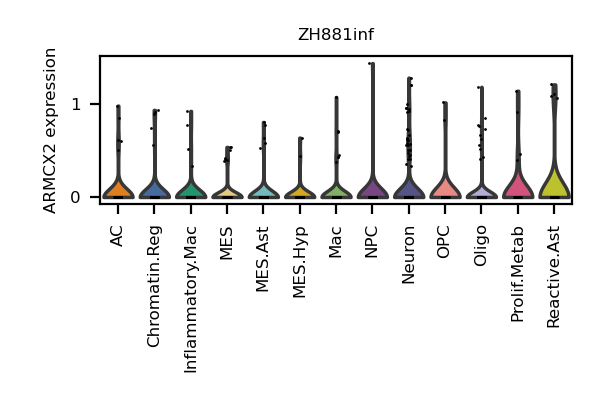 ZH881inf
ARMCX2 expression
1
0
AC
Chromatin.Reg
Inflammatory.Mac
MES
MES.Ast
MES.Hyp
Mac
NPC
Neuron
OPC
Oligo
Prolif.Metab
Reactive.Ast